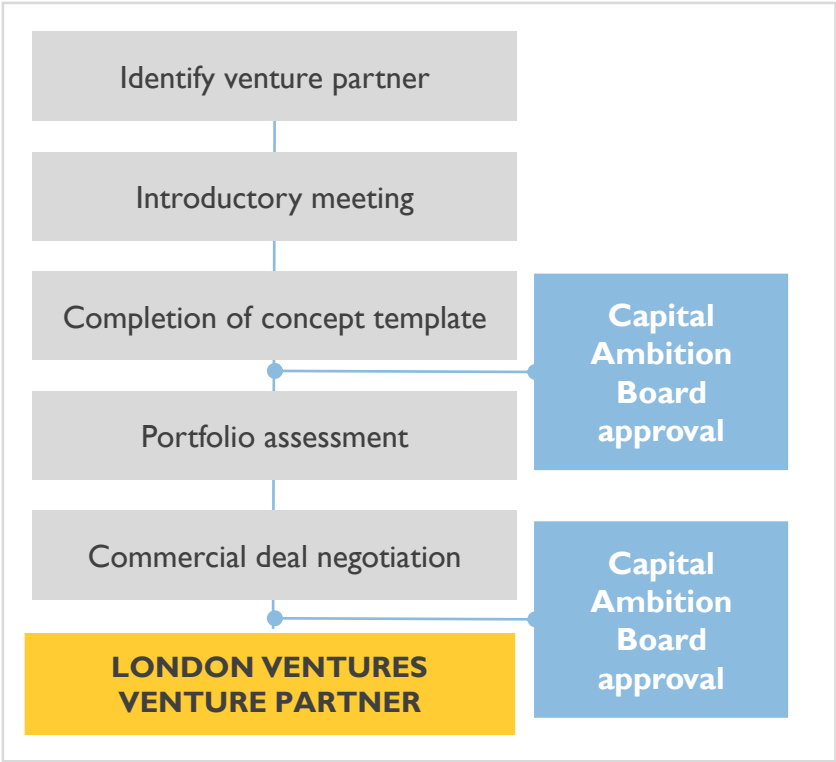 Identify venture partner
Introductory meeting
Completion of concept template
Capital
Ambition
Board
approval
Portfolio assessment
Commercial deal negotiation
Capital
Ambition
Board
approval
LONDON VENTURES
VENTURE PARTNER